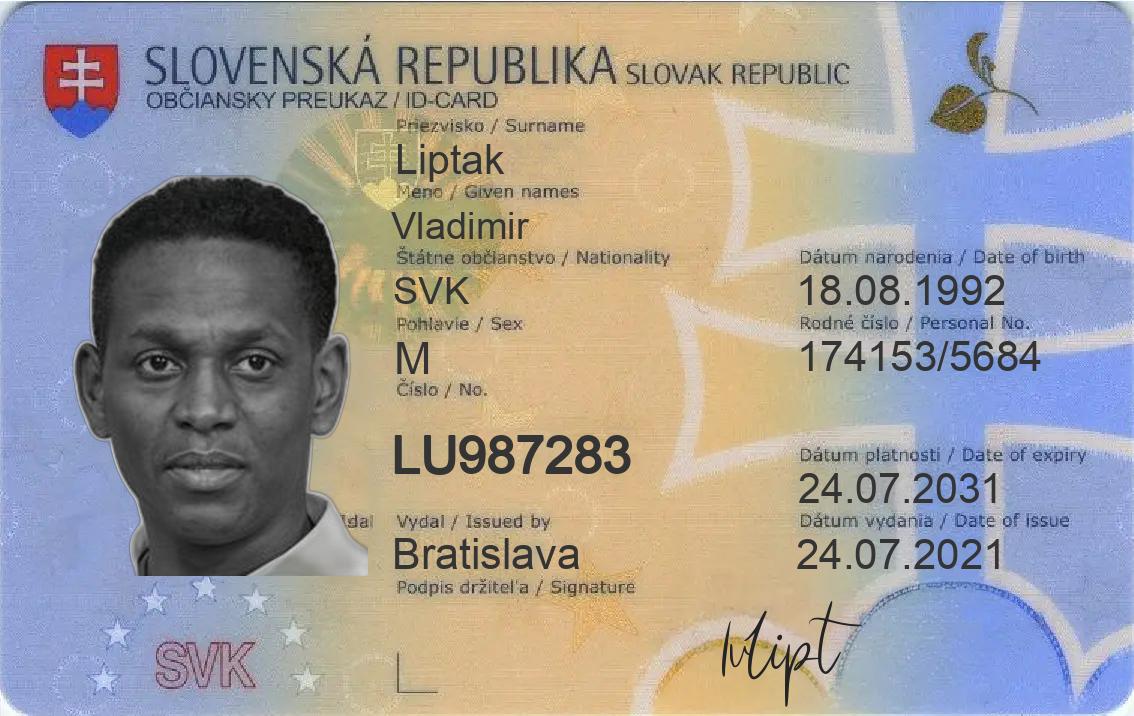 SLOVENSKÁ REPUBLIKA SLOVAK REPUBLIC
OBČIANSKY PREUKAZ / ID-CARD
Priezvisko / Surname
Liptak
Meno / Given names
Vladimir
Štátne občianstvo / Nationality
SVK
Dátum narodenia / Date of birth
18.08.1992
Pohlavie / Sex
M
Rodné číslo / Personal No.
174153/5684
Číslo / No.
LU987283
Dátum platnosti / Date of expiry
24.07.2031
Vydal / Issued by
Bratislava
Dátum vydania / Date of issue
24.07.2021
Podpis držiteľa / Signature
SVK